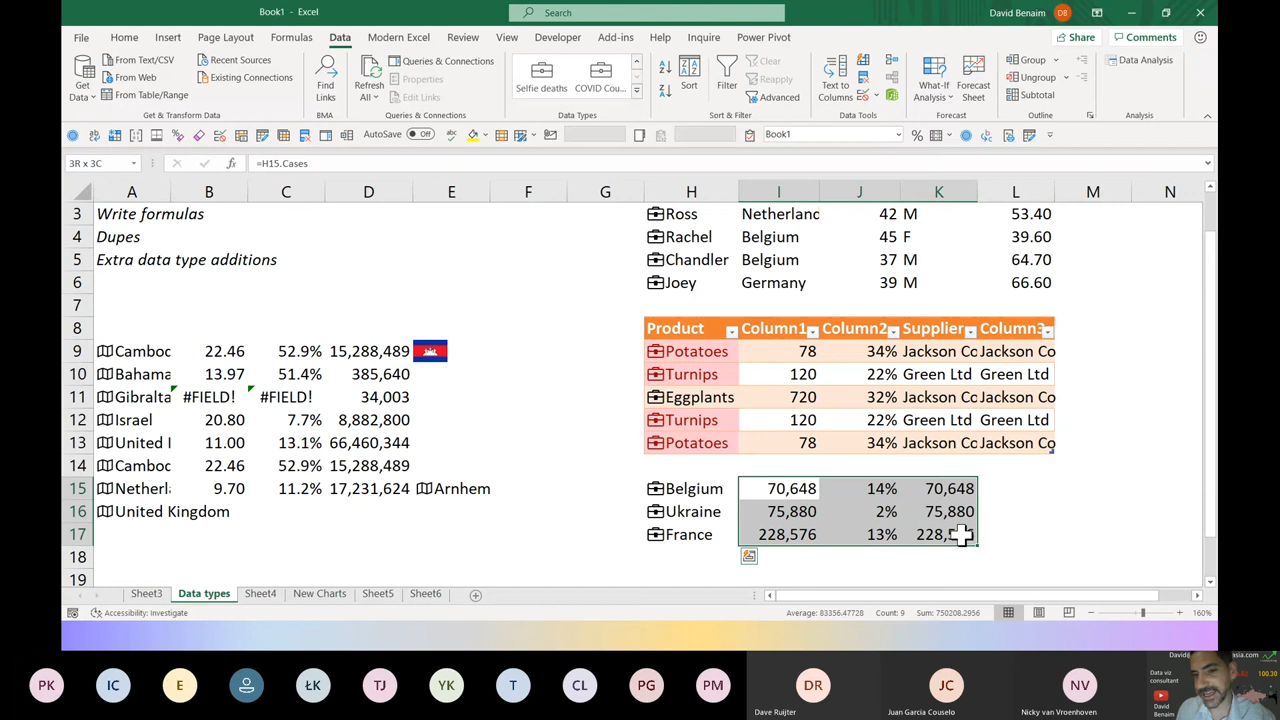 Book1 - Excel
Search
David Benaim DB
File Home Insert Page Layout Formulas Data Modern Excel Review View Developer Add-ins Help Inquire Power Pivot Share Comments
Get Data
From Text/CSV
From Web
From Table/Range
Recent Sources
Existing Connections
Get & Transform Data
Find Links
BMA
Refresh All
Queries & Connections
Properties
Edit Links
Queries & Connections
Selfie deaths COVID Cou...
Data Types
Sort
Filter
Clear
Reapply
Advanced
Sort & Filter
Text to Columns
Data Tools
What-If Analysis
Forecast Sheet
Forecast
Group
Ungroup
Subtotal
Outline
Data Analysis
Analysis
AutoSave Off
Book1
3R x 3C
fx =H15.Cases
A B C D E F G H I J K L M N
3 Write formulas Ross Netherland 42 M 53.40
4 Dupes Rachel Belgium 45 F 39.60
5 Extra data type additions Chandler Belgium 37 M 64.70
6 Joey Germany 39 M 66.60
7
8 Product Column1 Column2 Supplier Column3
9 Camboc 22.46 52.9% 15,288,489 Potatoes 78 34% Jackson Cc Jackson Co
10 Bahama 13.97 51.4% 385,640 Turnips 120 22% Green Ltd Green Ltd
11 Gibralta #FIELD! #FIELD! 34,003 Eggplants 720 32% Jackson Cc Jackson Co
12 Israel 20.80 7.7% 8,882,800 Turnips 120 22% Green Ltd Green Ltd
13 United I 11.00 13.1% 66,460,344 Potatoes 78 34% Jackson Cc Jackson Co
14 Camboc 22.46 52.9% 15,288,489
15 Netherl 9.70 11.2% 17,231,624 Arnhem Belgium 70,648 14% 70,648
16 United Kingdom Ukraine 75,880 2% 75,880
17 France 228,576 13%
18
19
Sheet3 Data types Sheet4 New Charts Sheet5 Sheet6
Accessibility: Investigate
Average: 83356.47728 Count: 9 Sum: 750208.2956 160%
PK IC E ŁK TJ YK T CL PG PM DR JC NV
Dave Ruijter Juan Garcia Couselo Nicky van Vroenhoven
Data viz
consultant
David
Benaim
100.30